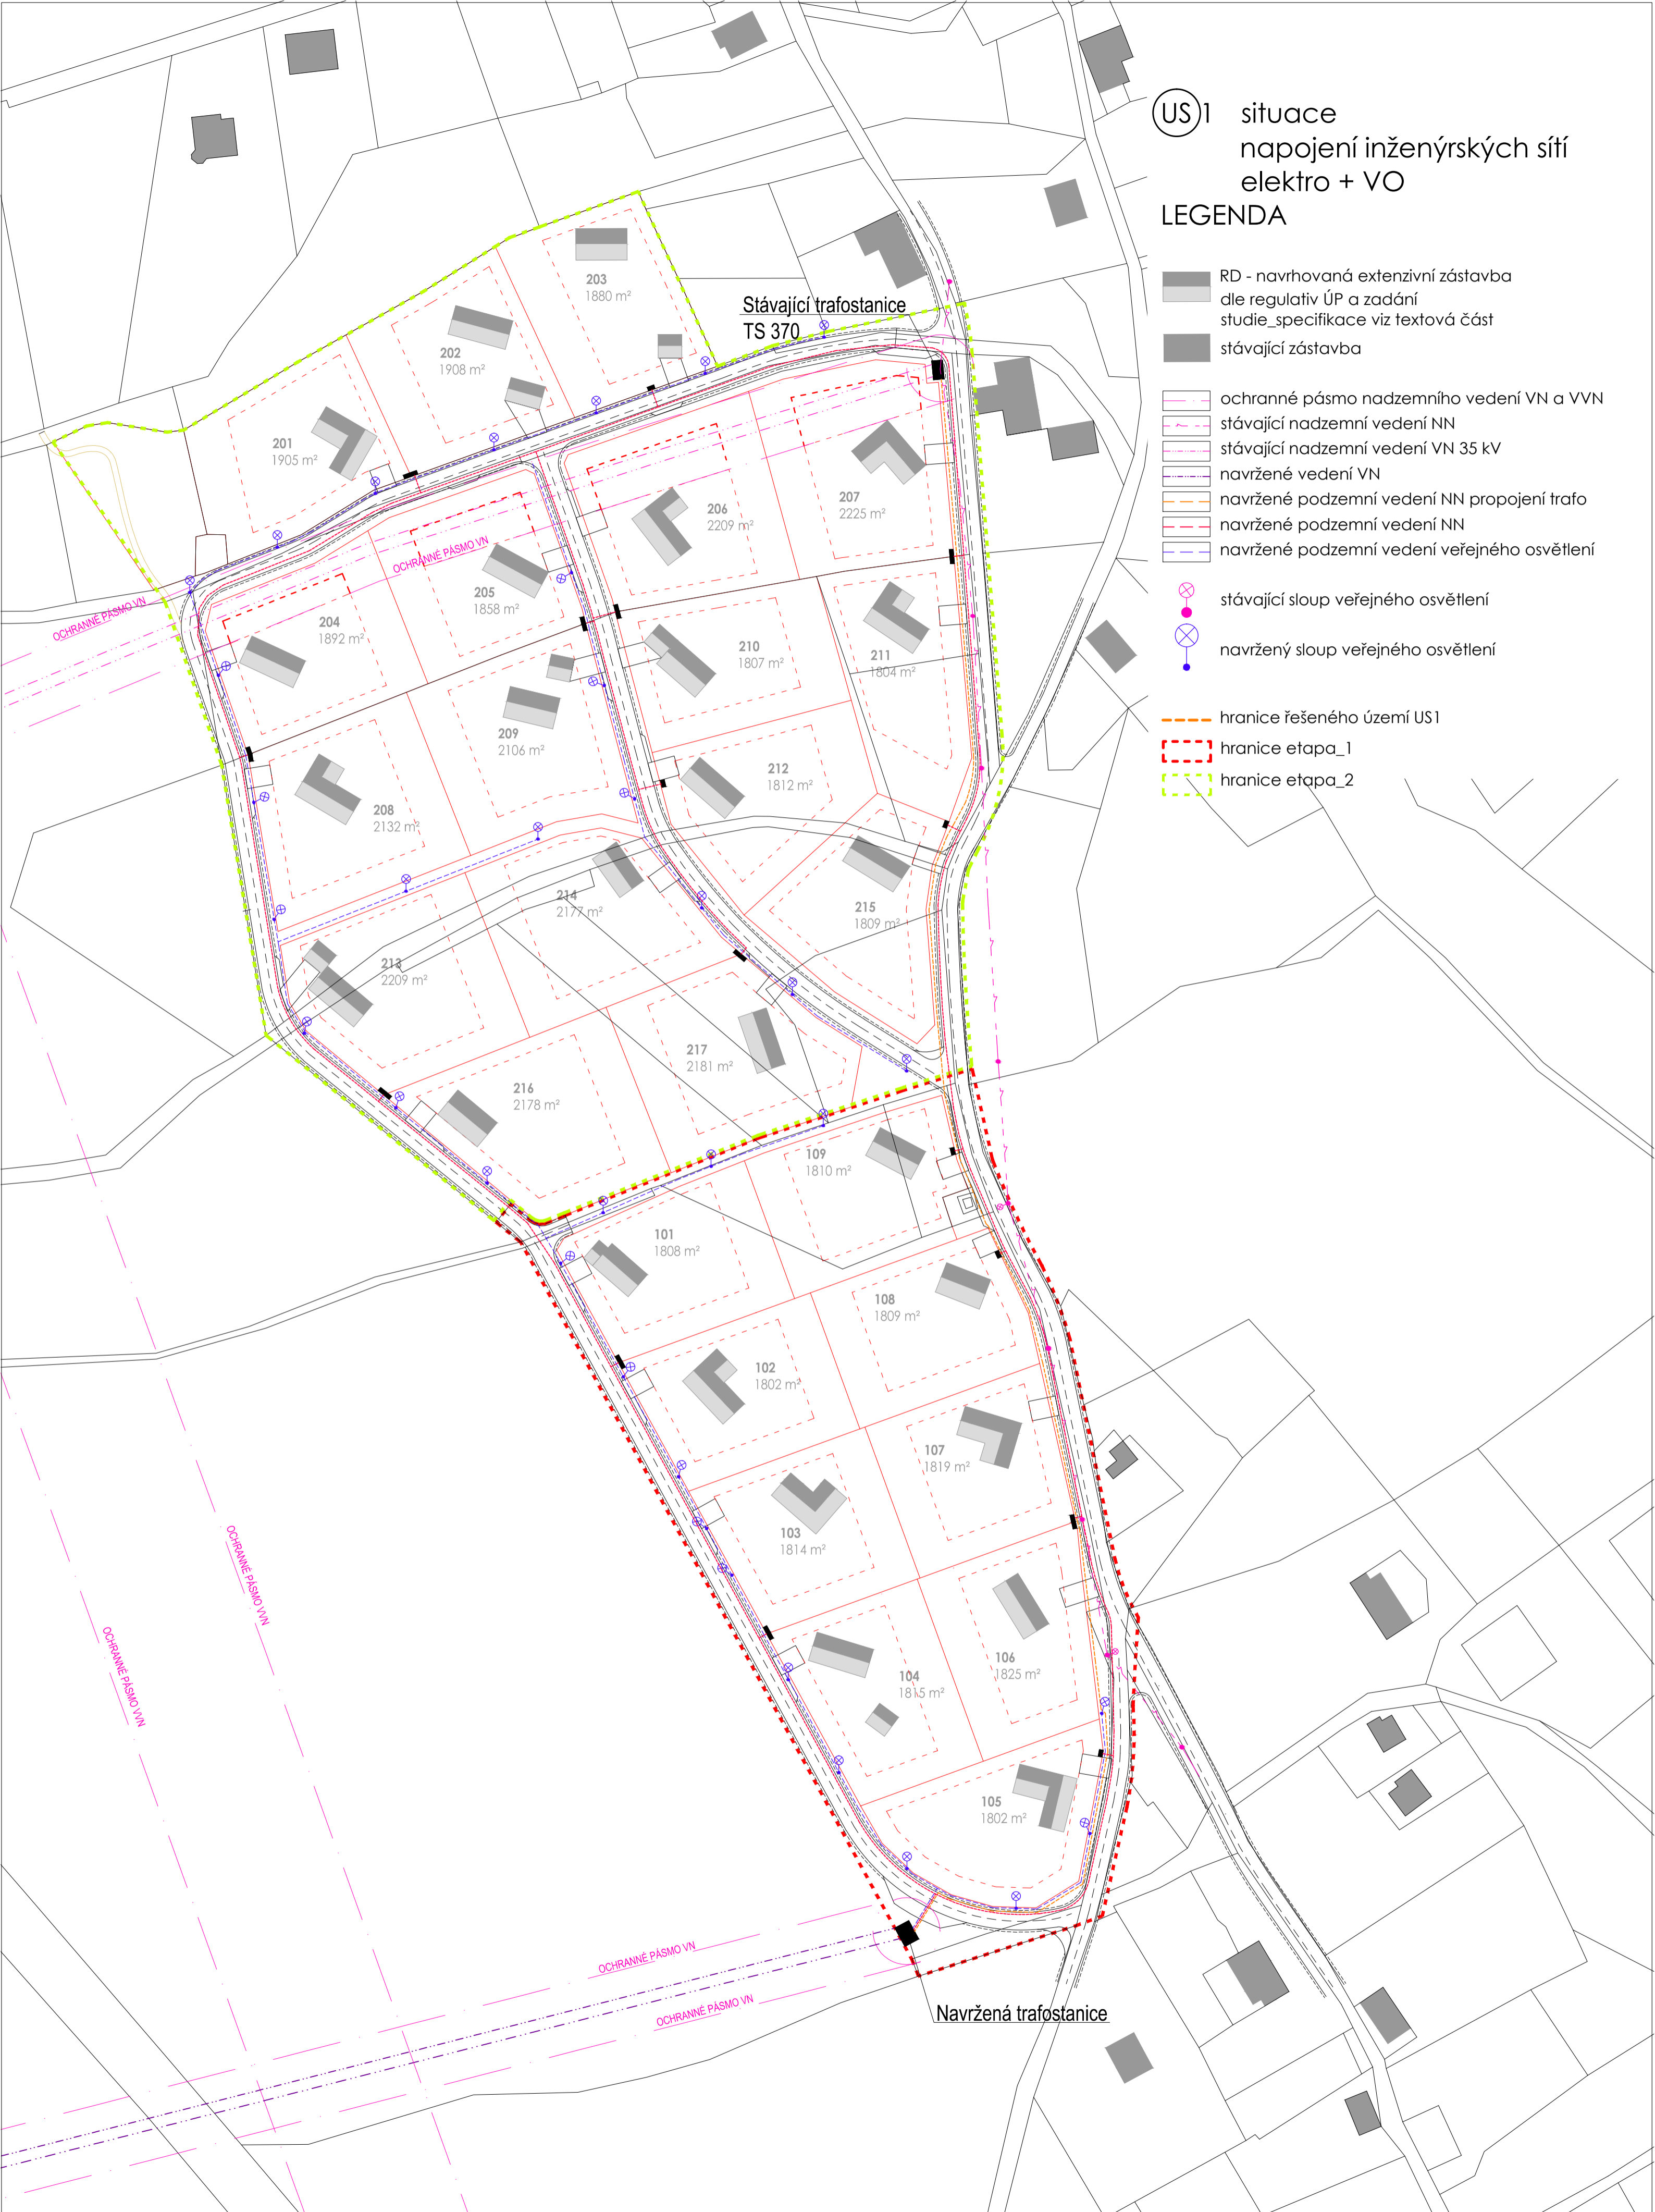 US 1 situace
napojení inženýrských sítí
elektro + VO
LEGENDA
RD - navrhovaná extenzivní zástavba
dle regulativ ÚP a zadání
studie_specifikace viz textová část
stávající zástavba
ochranné pásmo nadzemního vedení VN a VVN
stávající nadzemní vedení NN
stávající nadzemní vedení VN 35 kV
navržené vedení VN
navržené podzemní vedení NN propojení trafo
navržené podzemní vedení NN
navržené podzemní vedení veřejného osvětlení
stávající sloup veřejného osvětlení
navržený sloup veřejného osvětlení
hranice řešeného území US1
hranice etapa_1
hranice etapa_2
203
1880 m²
Stávající trafostanice
TS 370
202
1908 m²
201
1905 m²
207
2225 m²
206
2209 m²
OCHRANNÉ PÁSMO VN
205
1858 m²
OCHRANNÉ PÁSMO VN
204
1892 m²
210
1807 m²
211
1804 m²
209
2106 m²
212
1812 m²
208
2132 m²
214
2177 m²
215
1809 m²
213
2209 m²
217
2181 m²
216
2178 m²
109
1810 m²
101
1808 m²
108
1809 m²
102
1802 m²
107
1819 m²
103
1814 m²
OCHRANNÉ PÁSMO VVN
OCHRANNÉ PÁSMO VVN
106
1825 m²
104
1815 m²
105
1802 m²
OCHRANNÉ PÁSMO VN
OCHRANNÉ PÁSMO VN
Navržená trafostanice